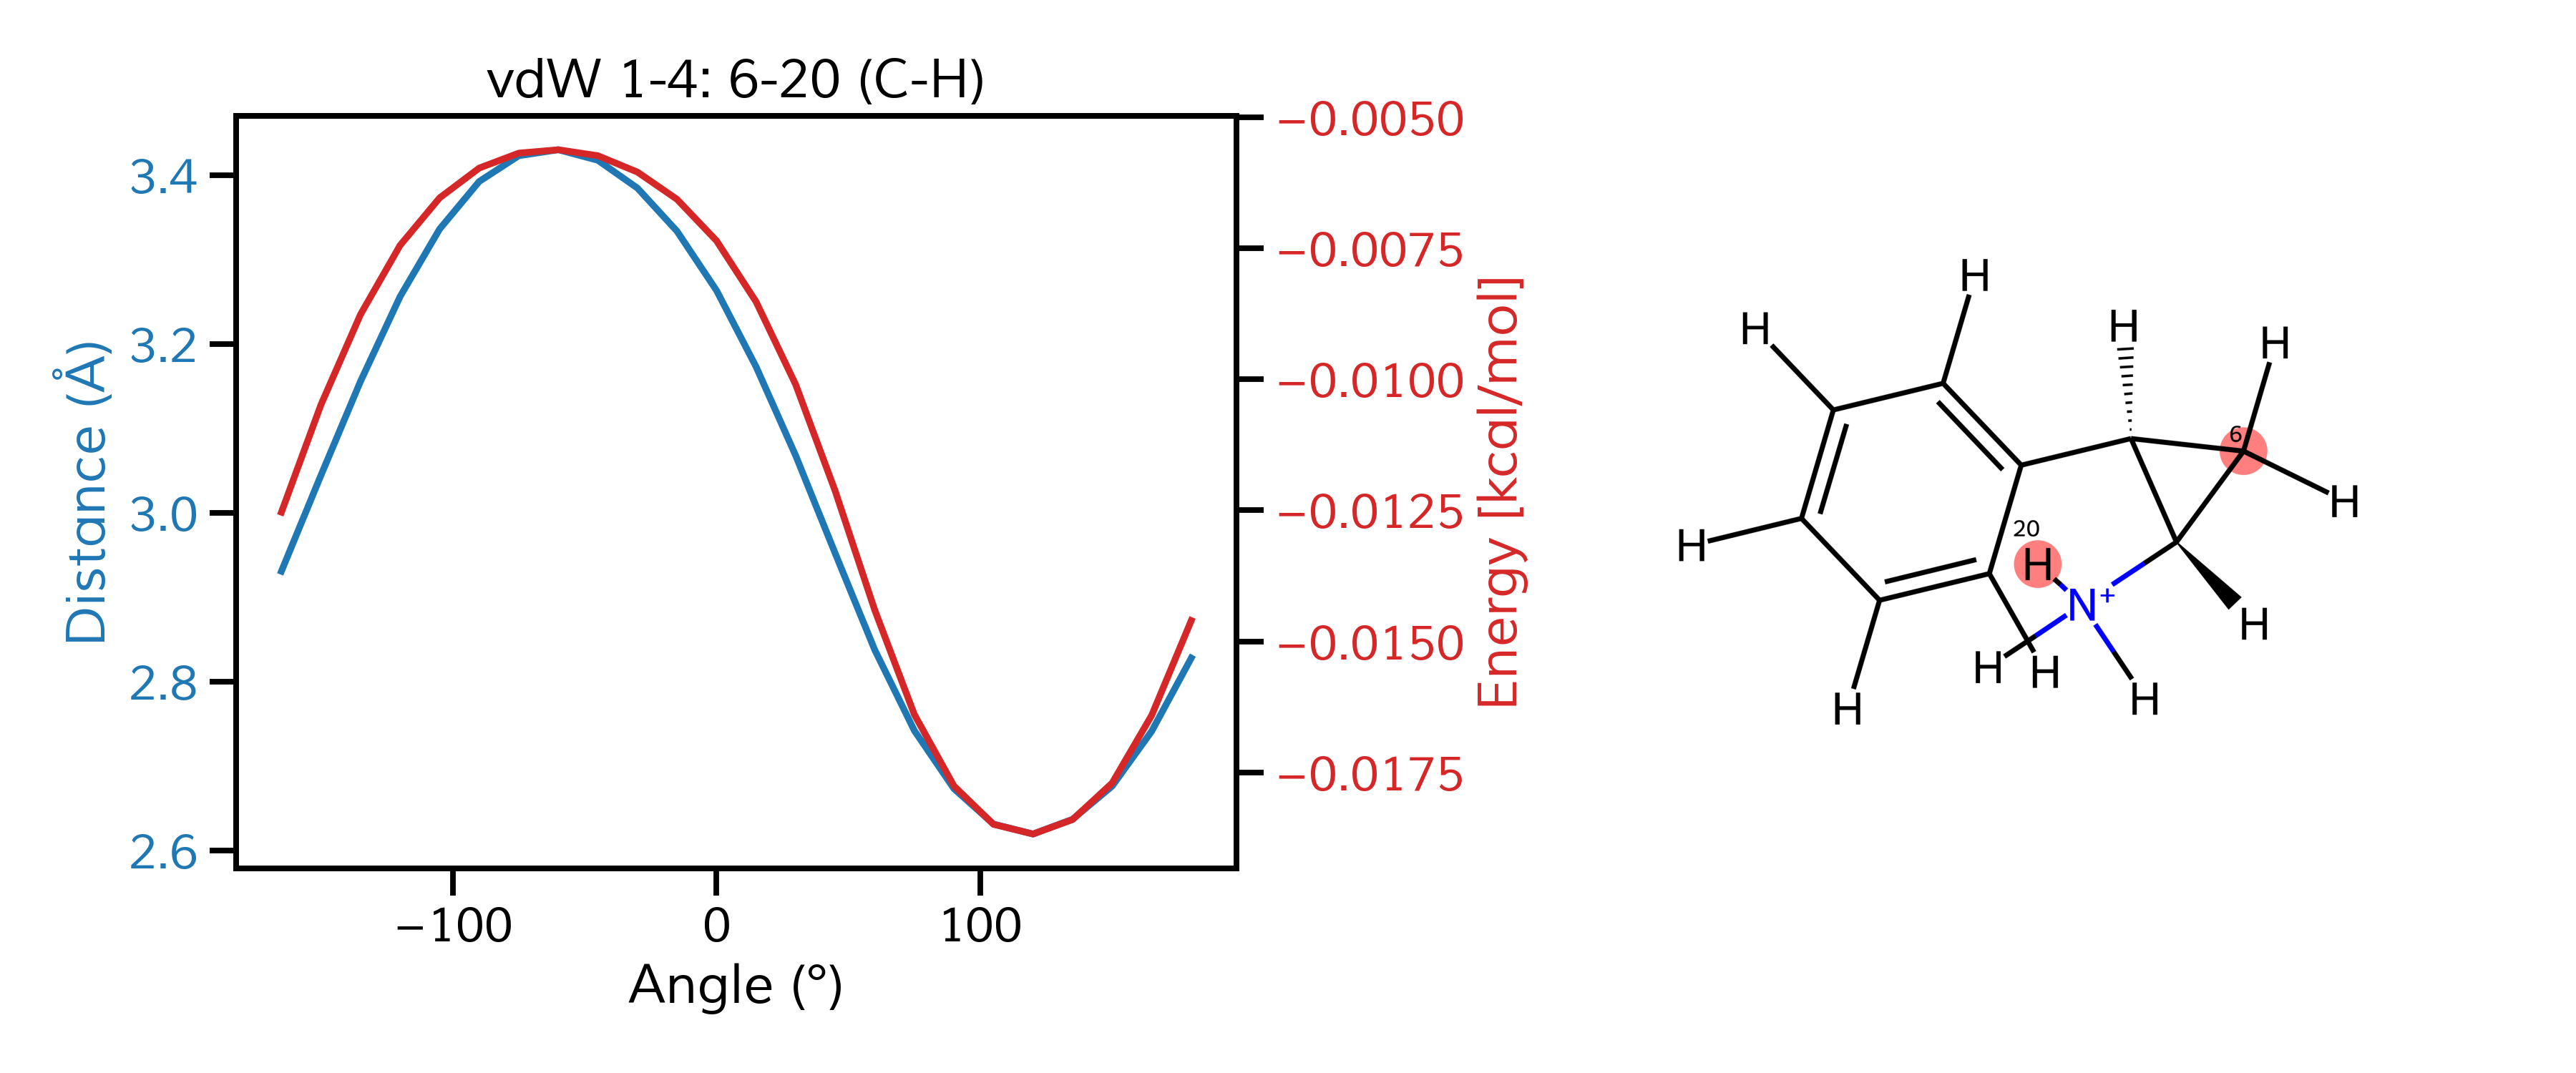 vdW 1-4: 6-20 (C-H)
Distance (Å)
3.4
3.2
3.0
2.8
2.6
−100
0
100
Angle (°)
−0.0050
−0.0075
−0.0100
−0.0125
−0.0150
−0.0175
Energy [kcal/mol]
H
H
H
H
6
H
H
20
H
N+
H
H
H
H
H